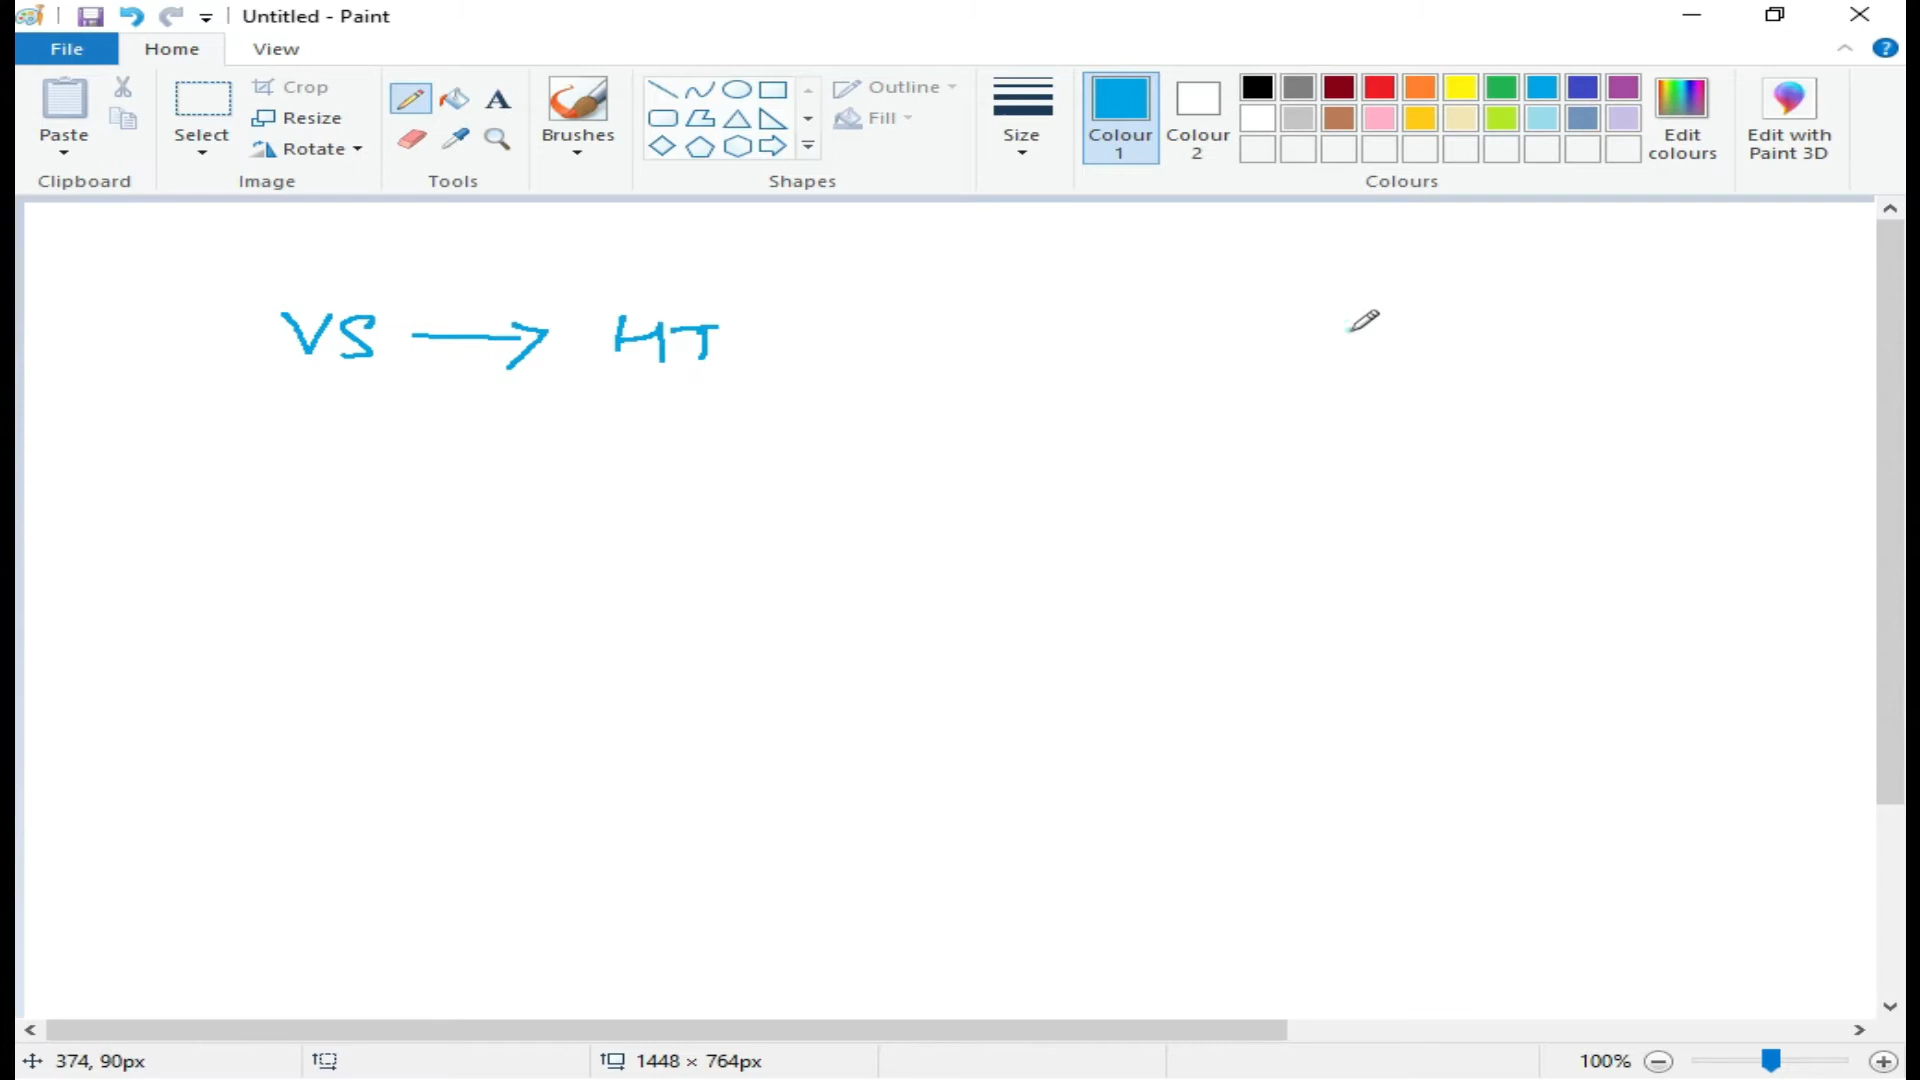 Untitled - Paint
File Home View
Paste
Clipboard
Select
Crop
Resize
Rotate
Image
Tools
Brushes
Shapes
Outline
Fill
Size
Colour 1
Colour 2
Edit colours
Colours
Edit with Paint 3D
VS → HT
374, 90px
1448 × 764px
100%